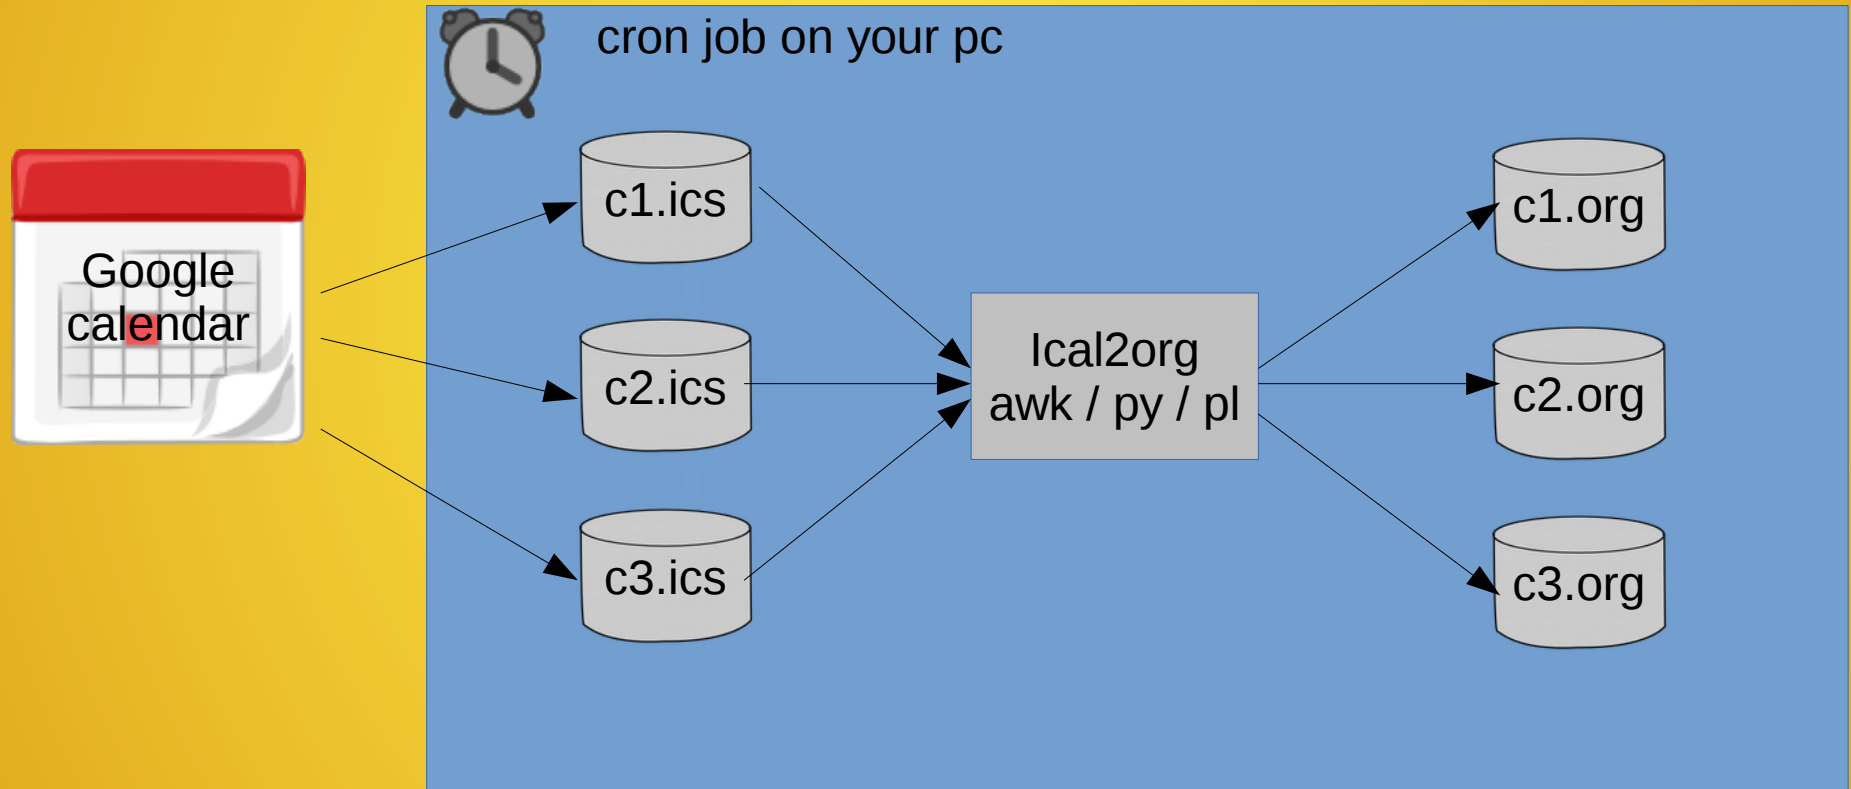 cron job on your pc
Google
calendar
c1.ics
c2.ics
c3.ics
Ical2org
awk / py / pl
c1.org
c2.org
c3.org